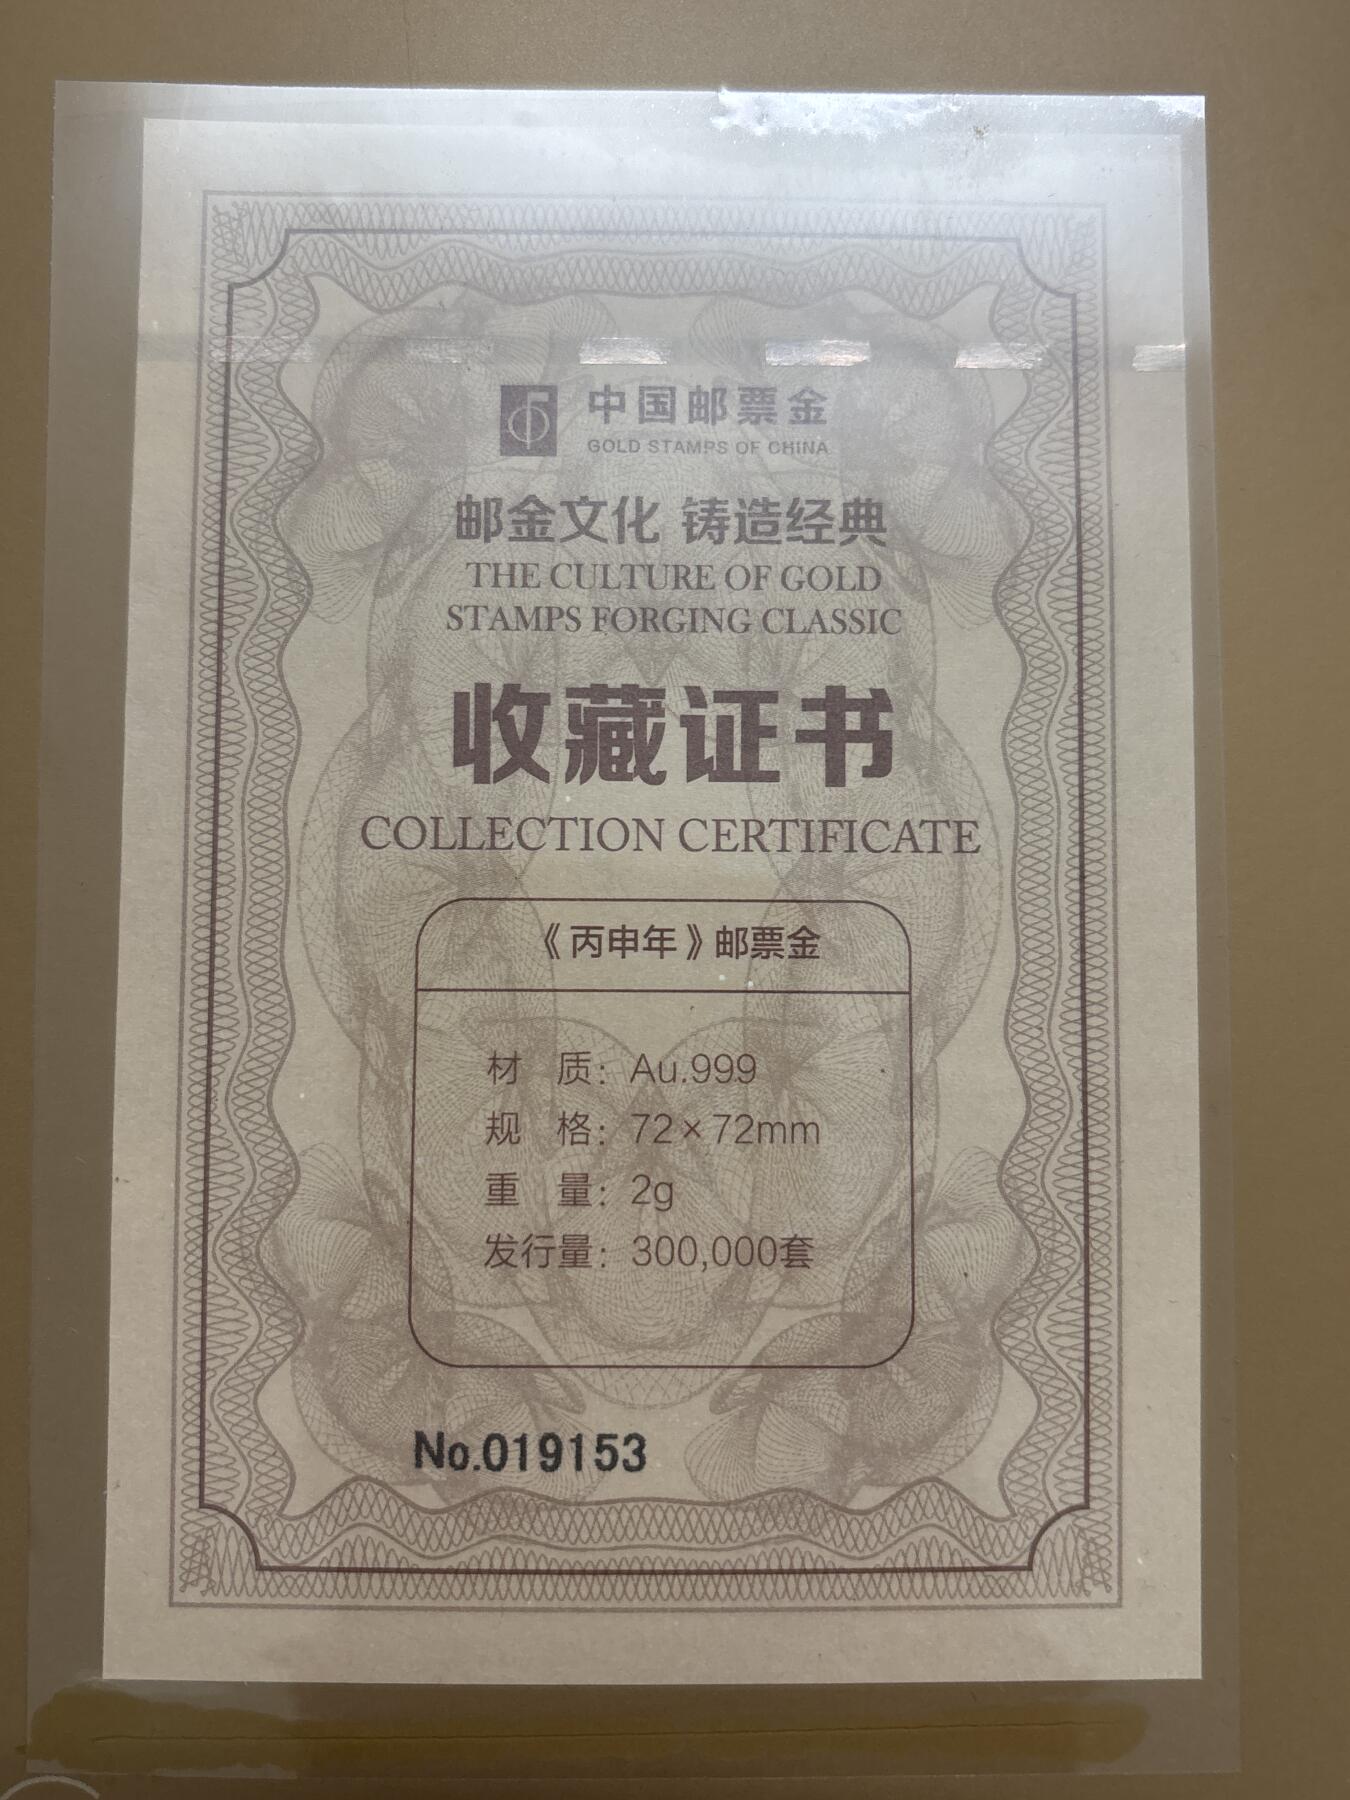 中国邮票金
GOLD STAMPS OF CHINA
邮金文化 铸造经典
THE CULTURE OF GOLD
STAMPS FORGING CLASSIC
收藏证书
COLLECTION CERTIFICATE
《丙申年》邮票金
材 质：Au.999
规 格：72×72mm
重 量：2g
发行量：300,000套
No.019153